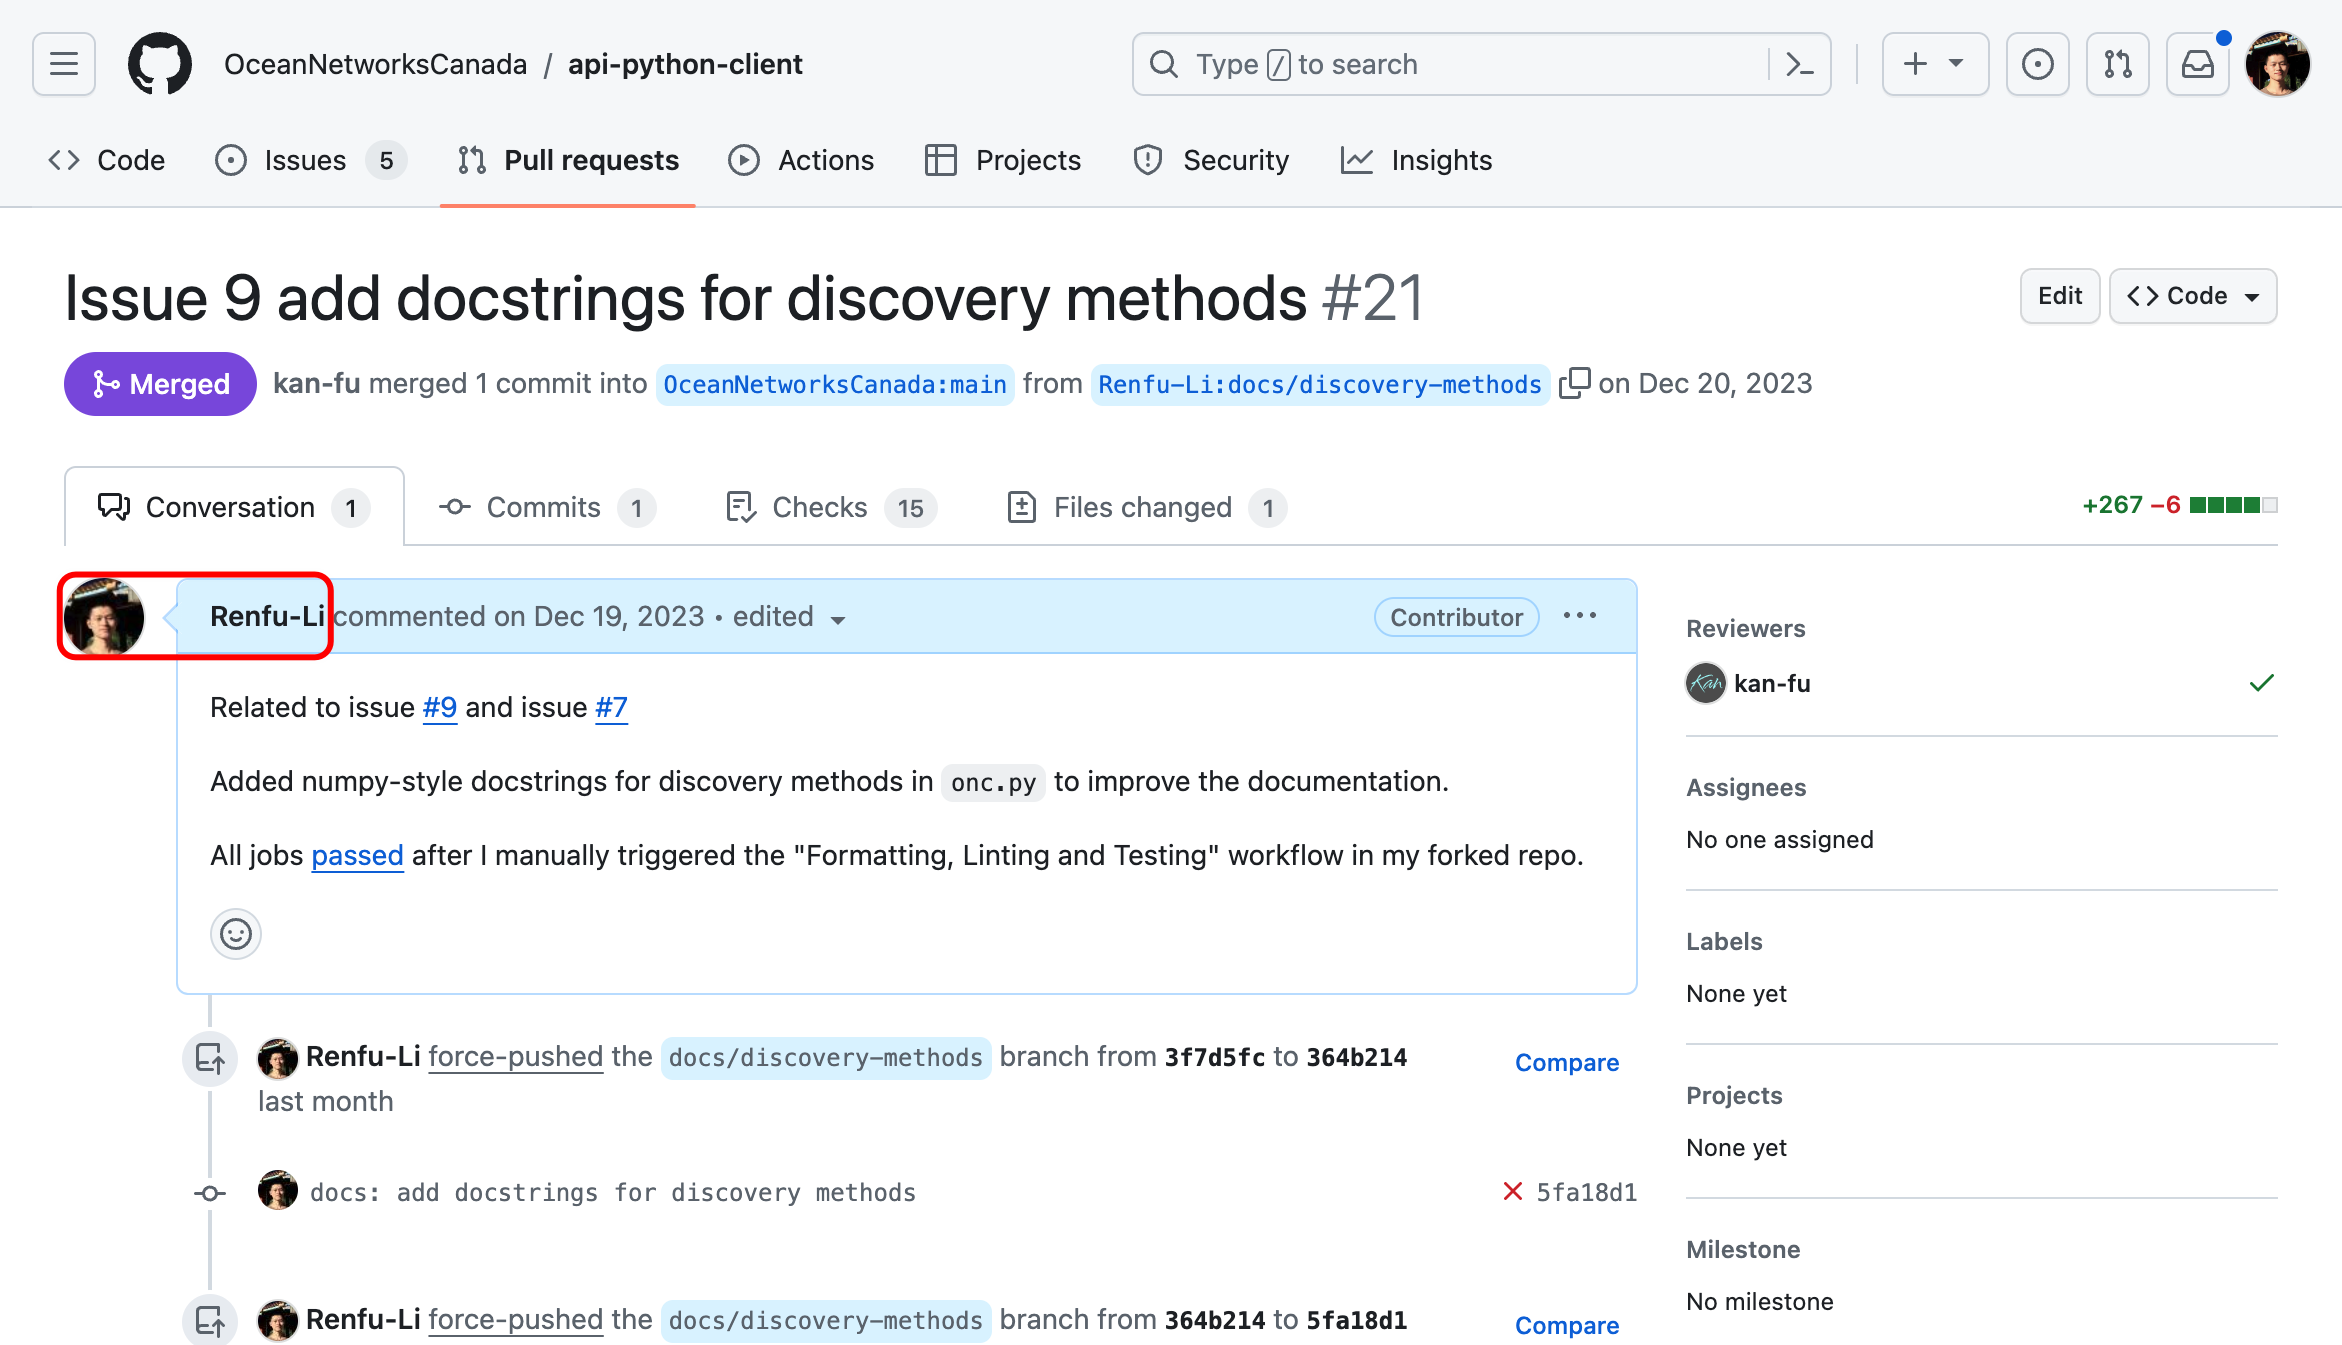 OceanNetworksCanada / api-python-client
Type / to search
Code
Issues 5
Pull requests
Actions
Projects
Security
Insights
Issue 9 add docstrings for discovery methods #21
Edit
Code
Merged
kan-fu merged 1 commit into OceanNetworksCanada:main from Renfu-Li:docs/discovery-methods on Dec 20, 2023
Conversation 1
Commits 1
Checks 15
Files changed 1
+267 −6
Renfu-Li commented on Dec 19, 2023 • edited
Contributor
Related to issue #9 and issue #7
Added numpy-style docstrings for discovery methods in onc.py to improve the documentation.
All jobs passed after I manually triggered the "Formatting, Linting and Testing" workflow in my forked repo.
Renfu-Li force-pushed the docs/discovery-methods branch from 3f7d5fc to 364b214
last month
Compare
docs: add docstrings for discovery methods
5fa18d1
Renfu-Li force-pushed the docs/discovery-methods branch from 364b214 to 5fa18d1
Compare
Reviewers
Kan
kan-fu
Assignees
No one assigned
Labels
None yet
Projects
None yet
Milestone
No milestone